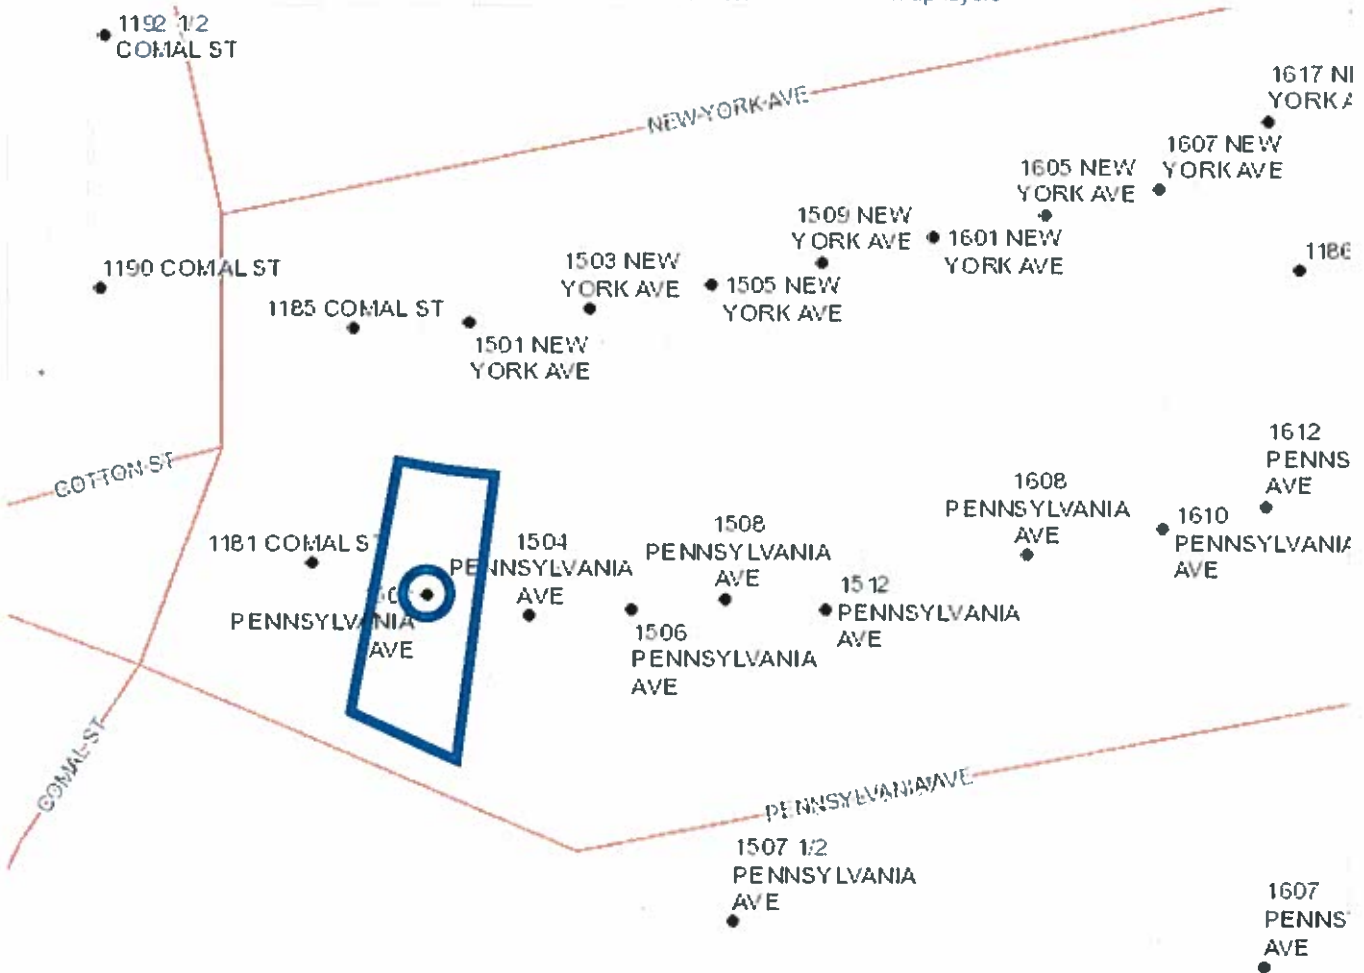 1192 1/2
COMAL ST
NEW YORK AVE
1617
YORK
1607 NEW
YORK AVE
1605 NEW
YORK AVE
1509 NEW
YORK AVE
1601 NEW
YORK AVE
1186
1190 COMAL ST
1503 NEW
YORK AVE
1505 NEW
YORK AVE
1185 COMAL ST
1501 NEW
YORK AVE
COTTON ST
1612
PENNS
AVE
1608
PENNSYLVANIA
AVE
1610
PENNSYLVANIA
AVE
1181 COMAL ST
1504
PENNSYLVANIA
AVE
1508
PENNSYLVANIA
AVE
1512
PENNSYLVANIA
AVE
PENNSYLVANIA
AVE
1506
PENNSYLVANIA
AVE
COMAL ST
PENNSYLVANIA AVE
1507 1/2
PENNSYLVANIA
AVE
1607
PENNS
AVE